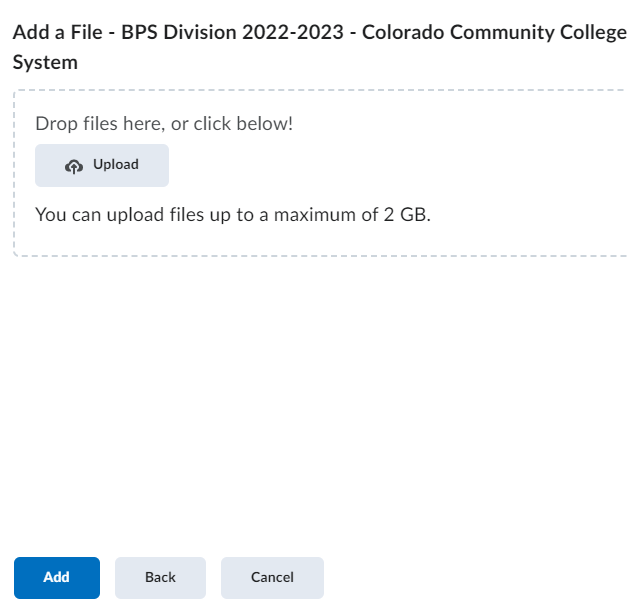 Add a File - BPS Division 2022-2023 - Colorado Community College
System
Drop files here, or click below!
Upload
You can upload files up to a maximum of 2 GB.
Add Back Cancel